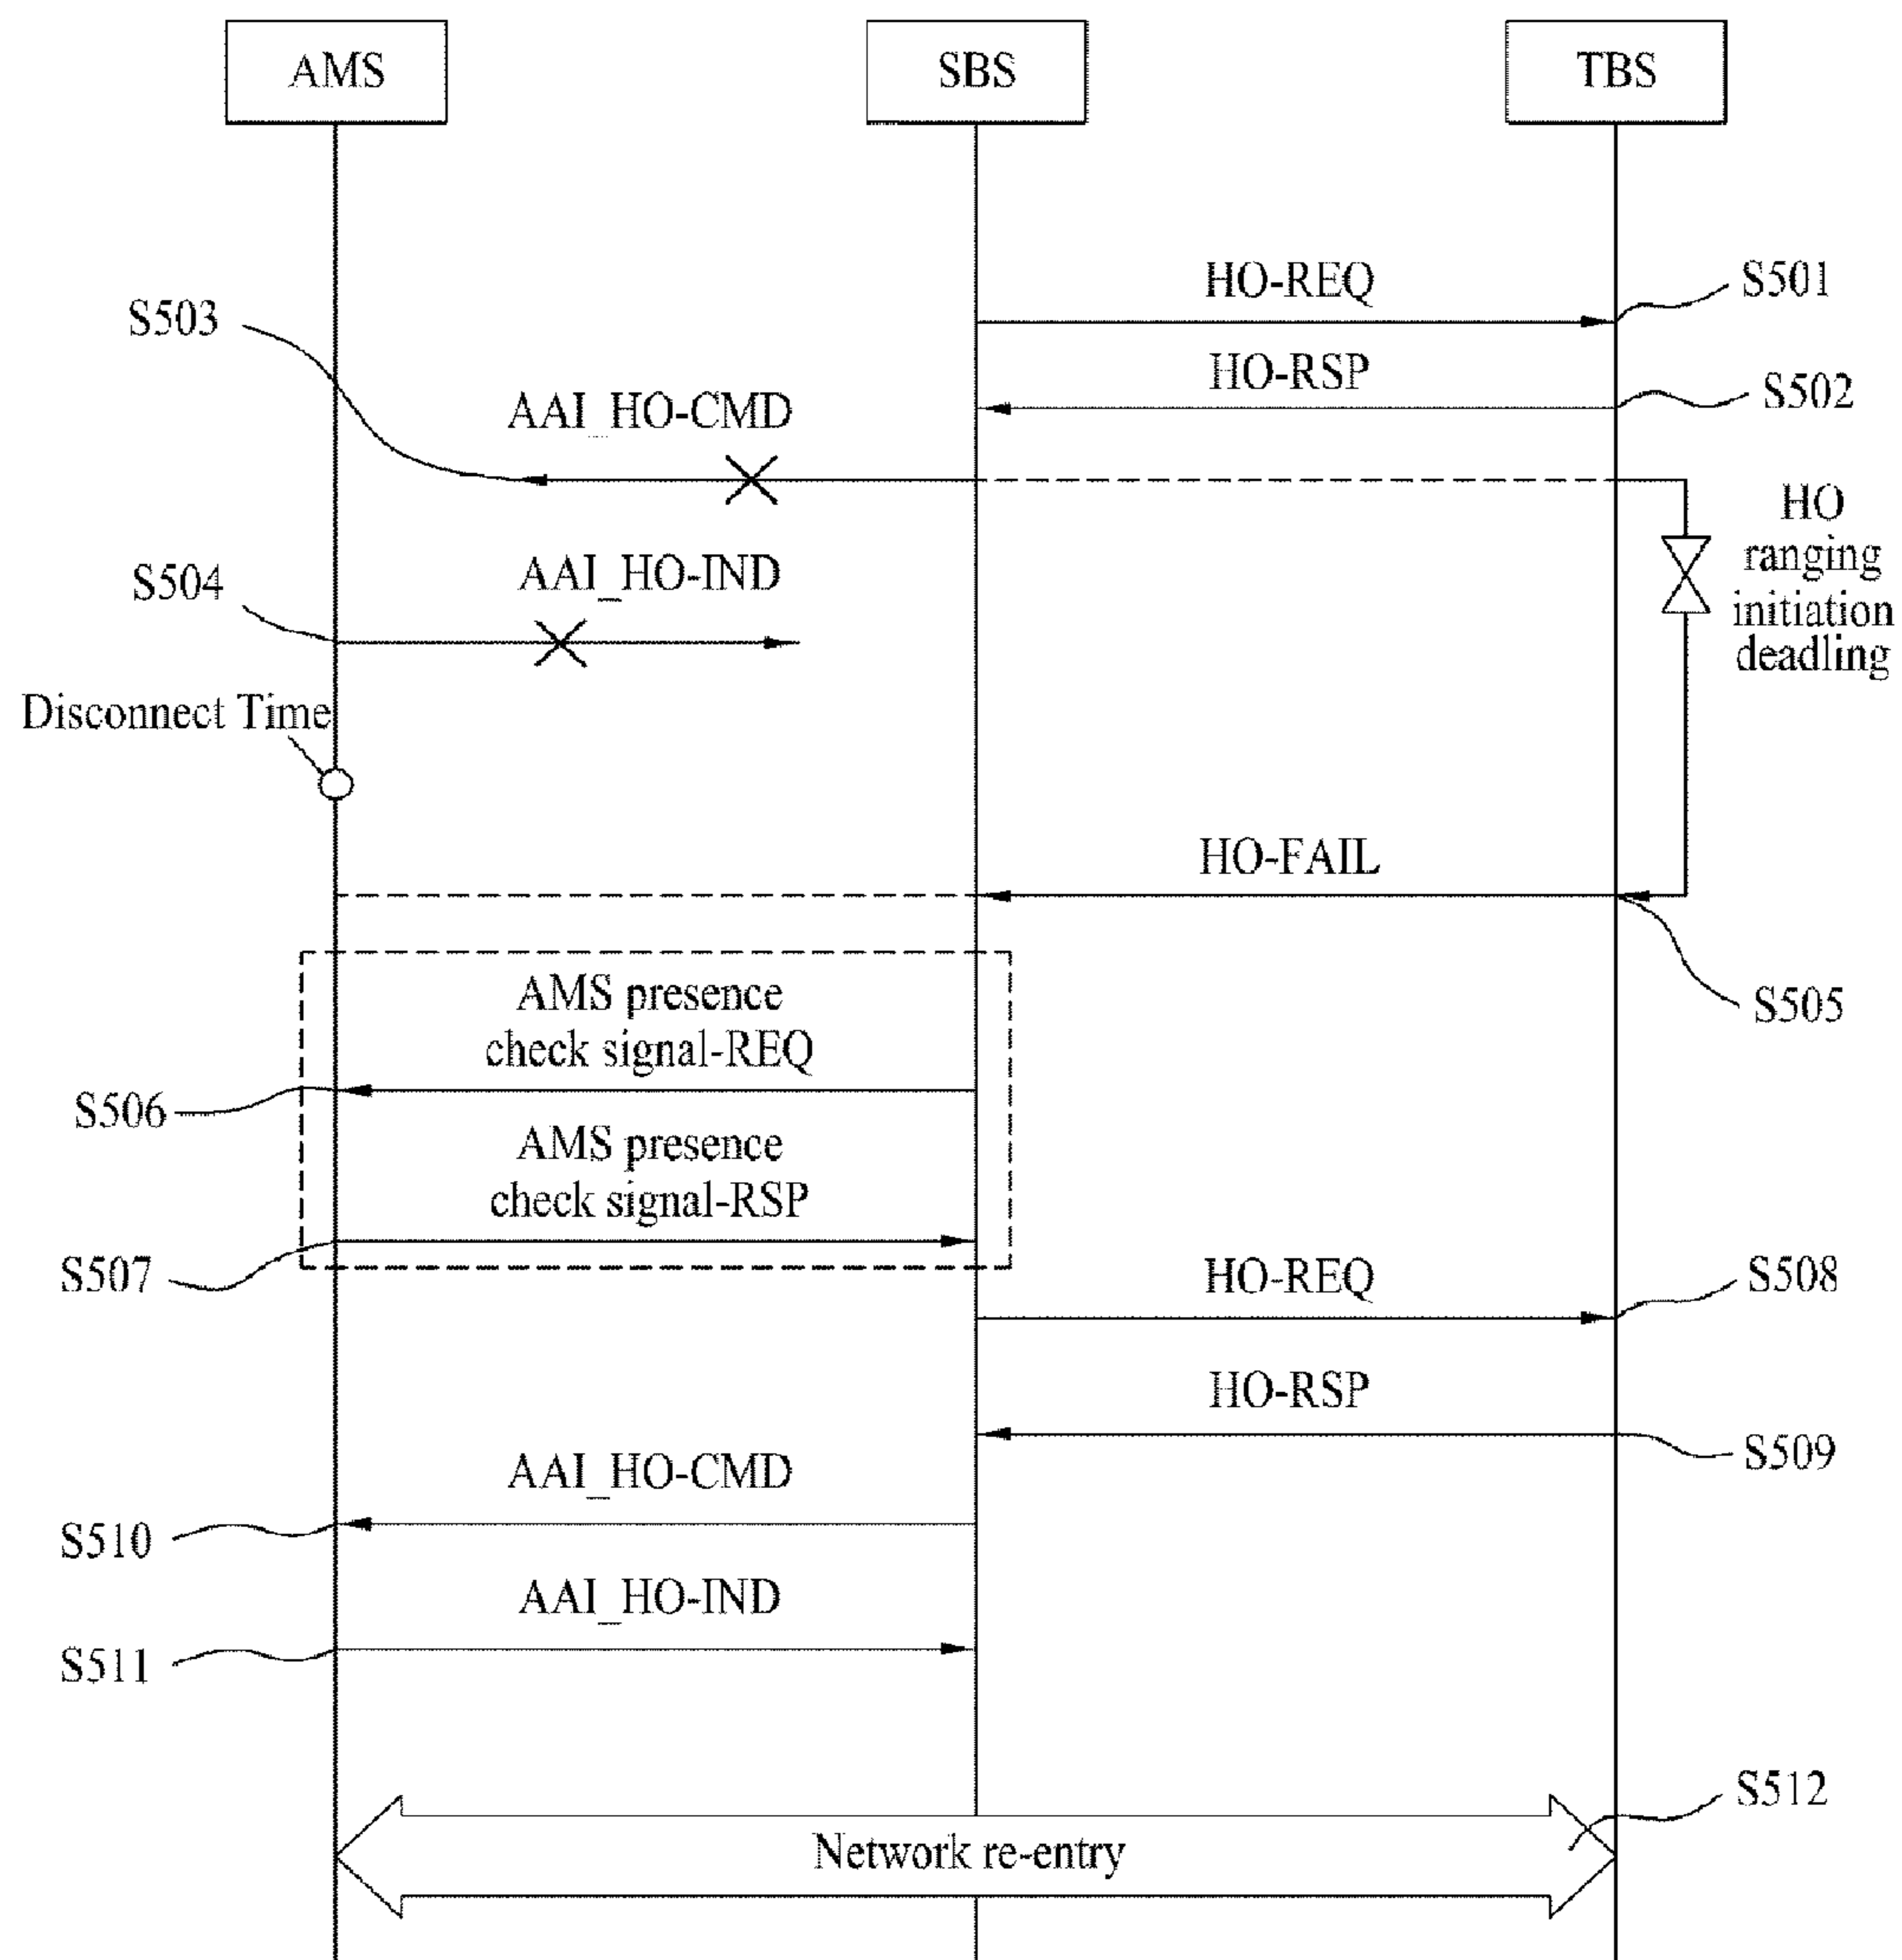 AMS
SBS
TBS
HO-REQ
S501
S503
HO-RSP
S502
AAI_HO-CMD
HO
ranging
initiation
deadling
S504
AAI_HO-IND
Disconnect Time
HO-FAIL
S505
AMS presence
check signal-REQ
S506
AMS presence
check signal-RSP
S507
HO-REQ
S508
HO-RSP
S509
AAI_HO-CMD
S510
AAI_HO-IND
S511
S512
Network re-entry